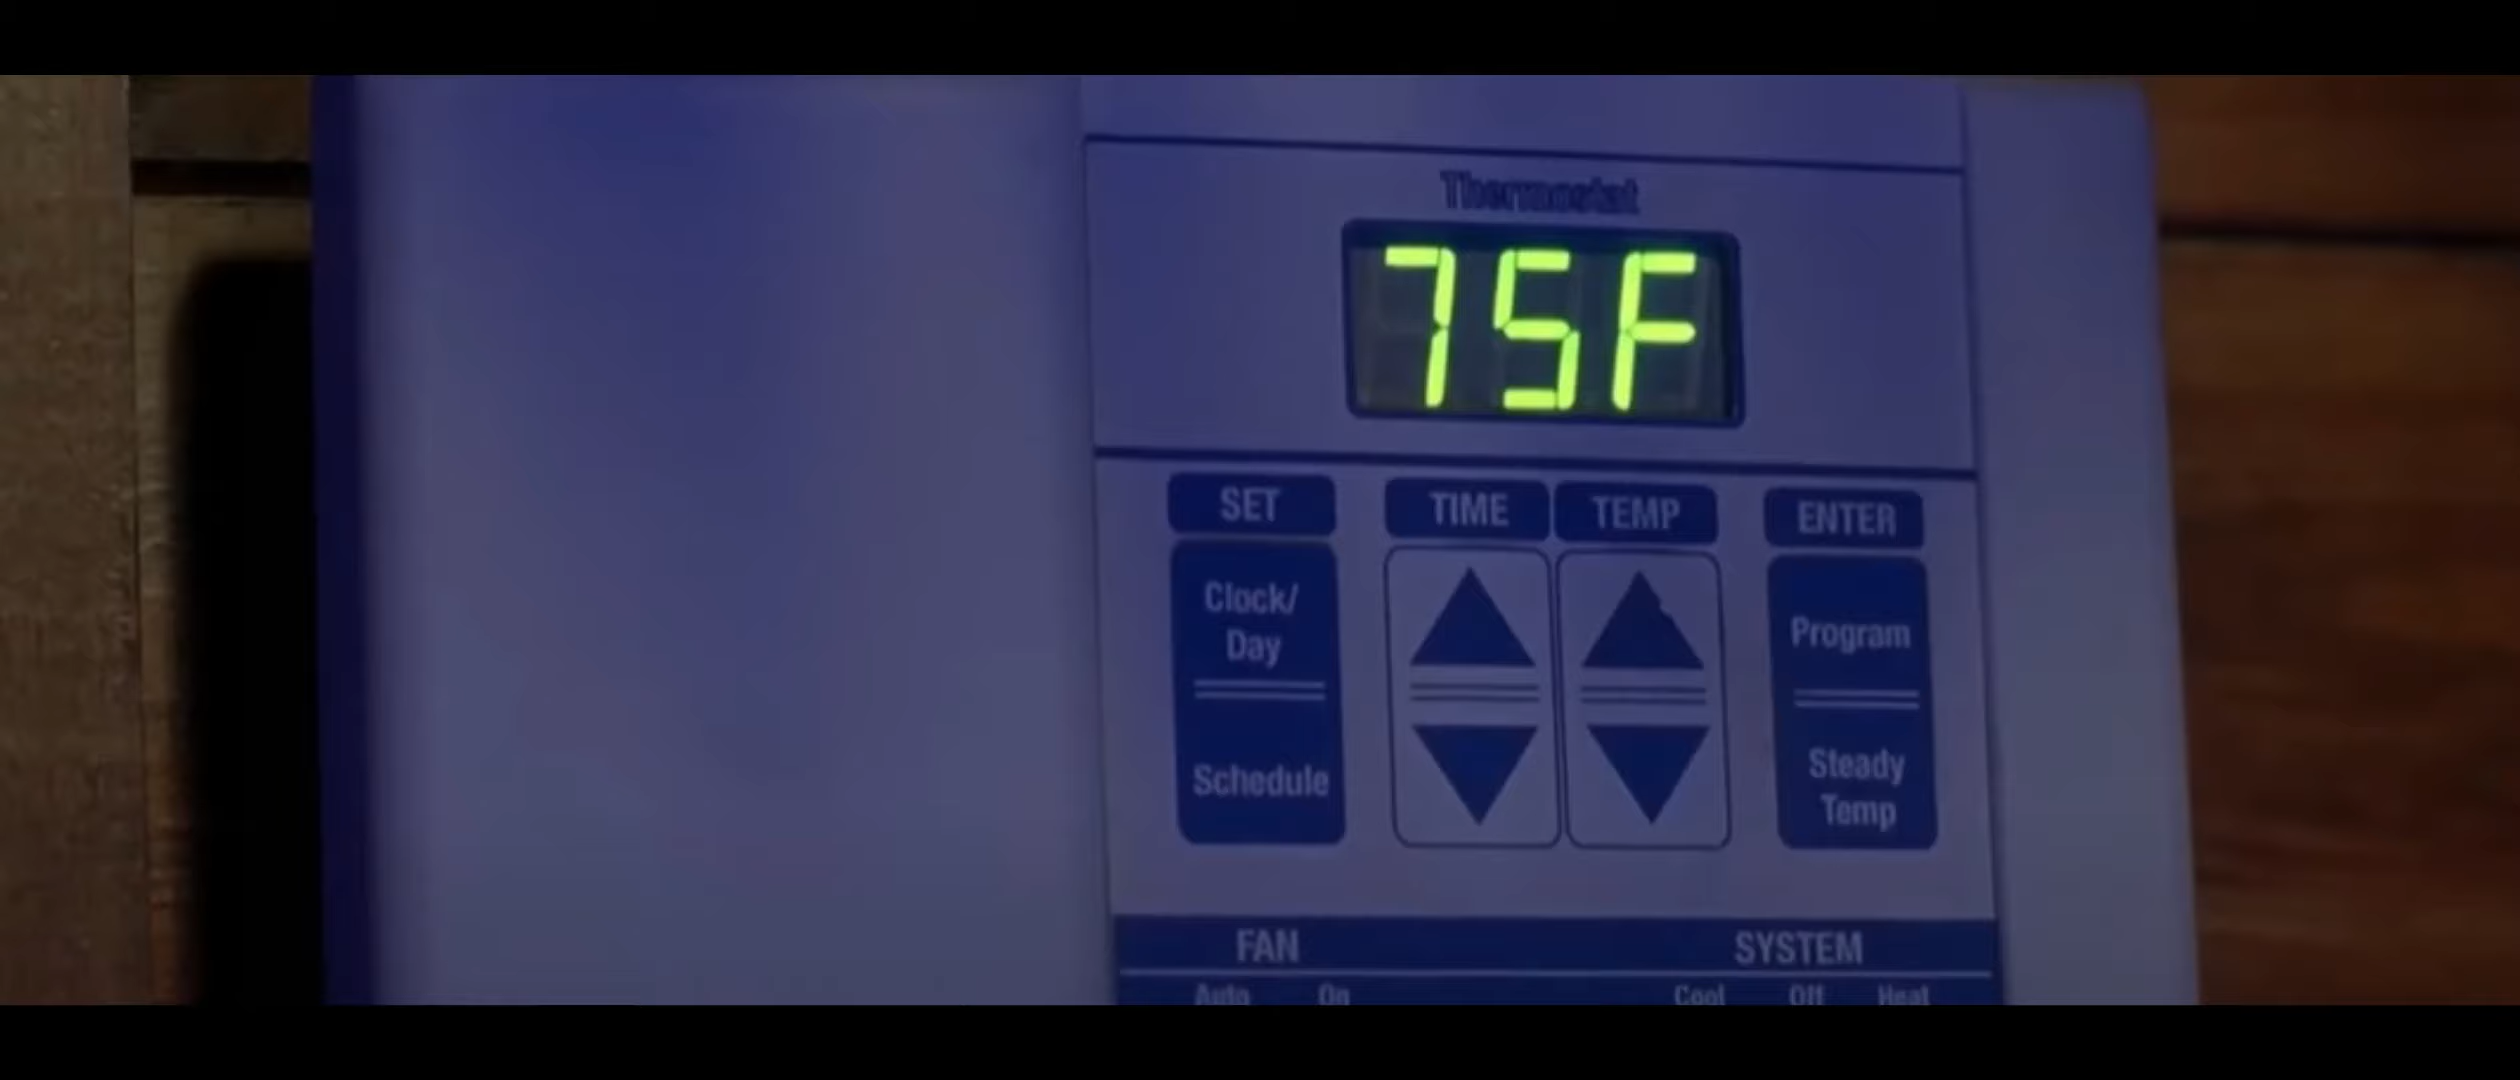 Thermostat
75F
SET TIME TEMP ENTER
Clock/
Day
Schedule
Program
Steady
Temp
FAN SYSTEM
Auto On Cool Off Heat